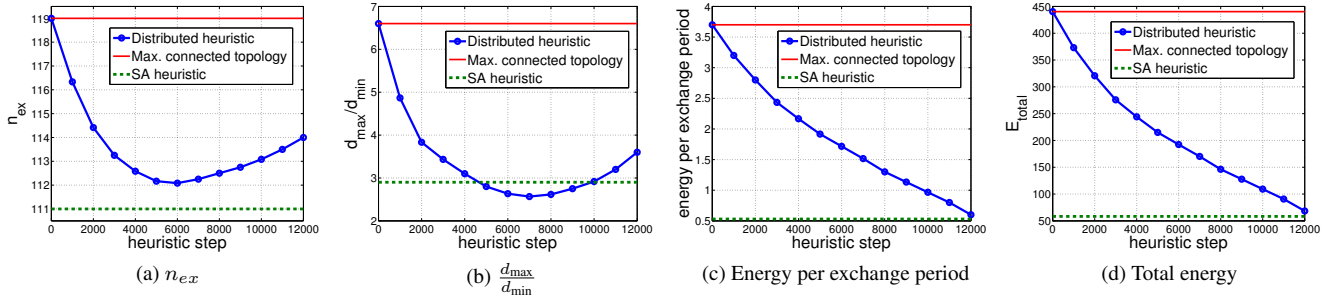 119
118
117
116
115
114
113
112
111
n_ex
0 2000 4000 6000 8000 10000 12000
heuristic step
Distributed heuristic
Max. connected topology
SA heuristic
(a) n_ex
7
6
5
4
3
2
d_max/d_min
0 2000 4000 6000 8000 10000 12000
heuristic step
Distributed heuristic
Max. connected topology
SA heuristic
(b) d_max/d_min
4
3.5
3
2.5
2
1.5
1
0.5
energy per exchange period
0 2000 4000 6000 8000 10000 12000
heuristic step
Distributed heuristic
Max. connected topology
SA heuristic
(c) Energy per exchange period
450
400
350
300
250
200
150
100
50
E_total
0 2000 4000 6000 8000 10000 12000
heuristic step
Distributed heuristic
Max. connected topology
SA heuristic
(d) Total energy